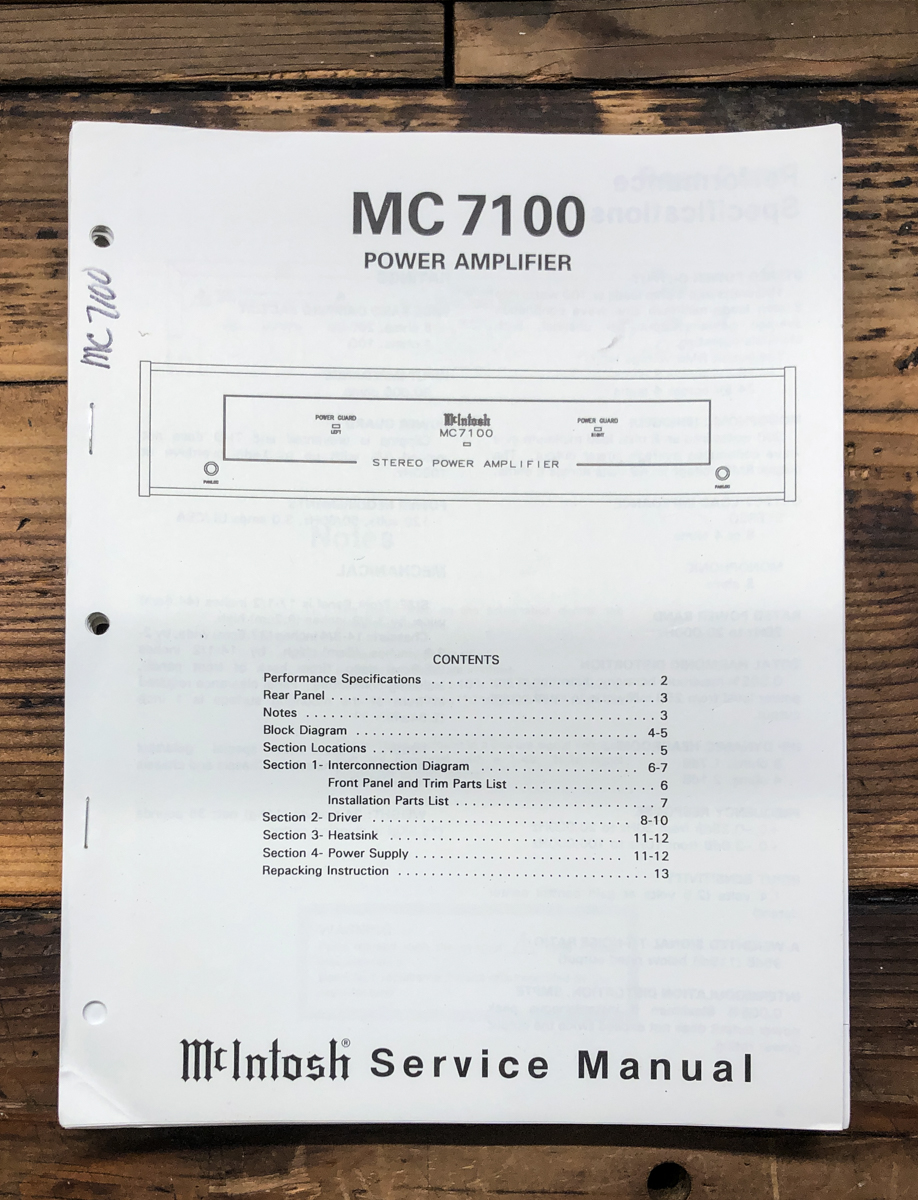 MC 7100
POWER AMPLIFIER
MC 7100
POWER GUARD
LEFT
McIntosh
MC7100
POWER GUARD
RIGHT
STEREO POWER AMPLIFIER
CONTENTS
Performance Specifications . . . . . . . . . . . . . . . . . . . . . . . . . . 2
Rear Panel . . . . . . . . . . . . . . . . . . . . . . . . . . . . . . . . . . . . . 3
Notes . . . . . . . . . . . . . . . . . . . . . . . . . . . . . . . . . . . . . . . . 3
Block Diagram . . . . . . . . . . . . . . . . . . . . . . . . . . . . . . . . . 4-5
Section Locations . . . . . . . . . . . . . . . . . . . . . . . . . . . . . . . 5
Section 1- Interconnection Diagram . . . . . . . . . . . . . . . . . . 6-7
Front Panel and Trim Parts List . . . . . . . . . . . . . . . . 6
Installation Parts List . . . . . . . . . . . . . . . . . . . . . . . 7
Section 2- Driver . . . . . . . . . . . . . . . . . . . . . . . . . . . . . . 8-10
Section 3- Heatsink . . . . . . . . . . . . . . . . . . . . . . . . . . . 11-12
Section 4- Power Supply . . . . . . . . . . . . . . . . . . . . . . . 11-12
Repacking Instruction . . . . . . . . . . . . . . . . . . . . . . . . . . . . 13
McIntosh® Service Manual